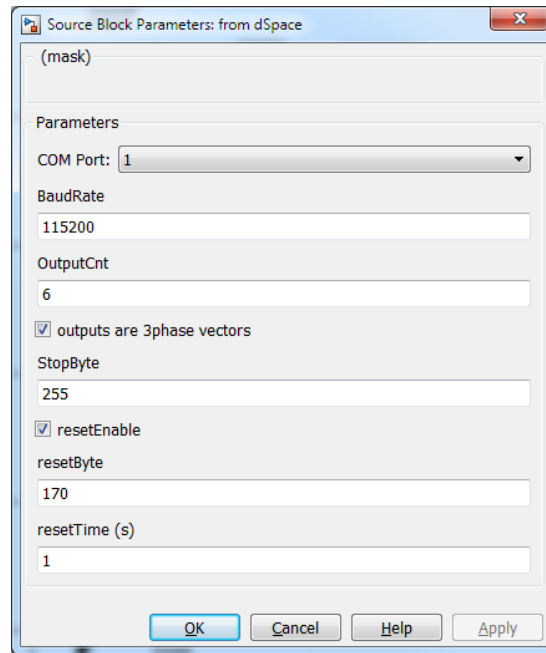 Source Block Parameters: from dSpace
(mask)
Parameters
COM Port: 1
BaudRate
115200
OutputCnt
6
outputs are 3phase vectors
StopByte
255
resetEnable
resetByte
170
resetTime (s)
1
OK Cancel Help Apply